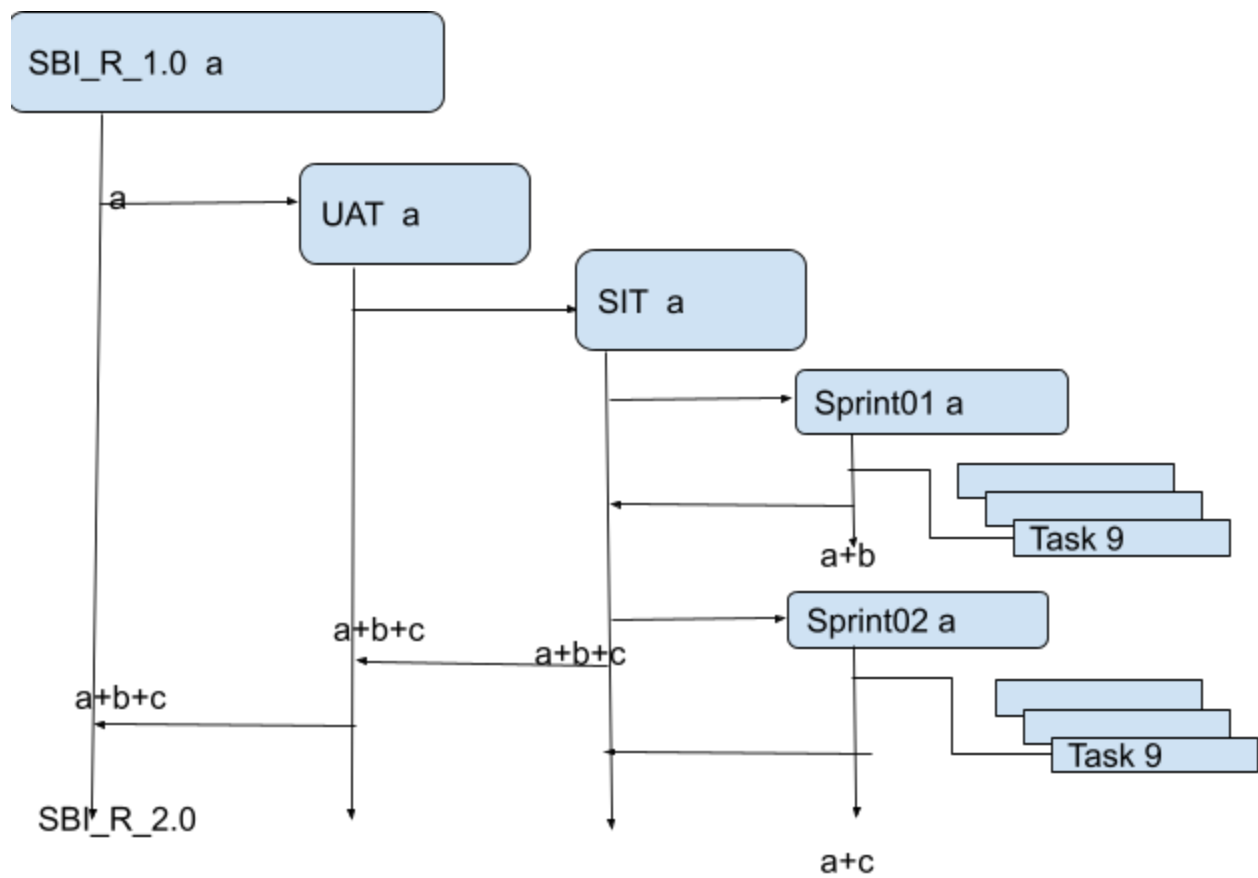 SBI_R_1.0 a
a
UAT a
SIT a
Sprint01 a
Task 9
a+b
Sprint02 a
a+b+c
a+b+c
a+b+c
Task 9
SBI_R_2.0
a+c